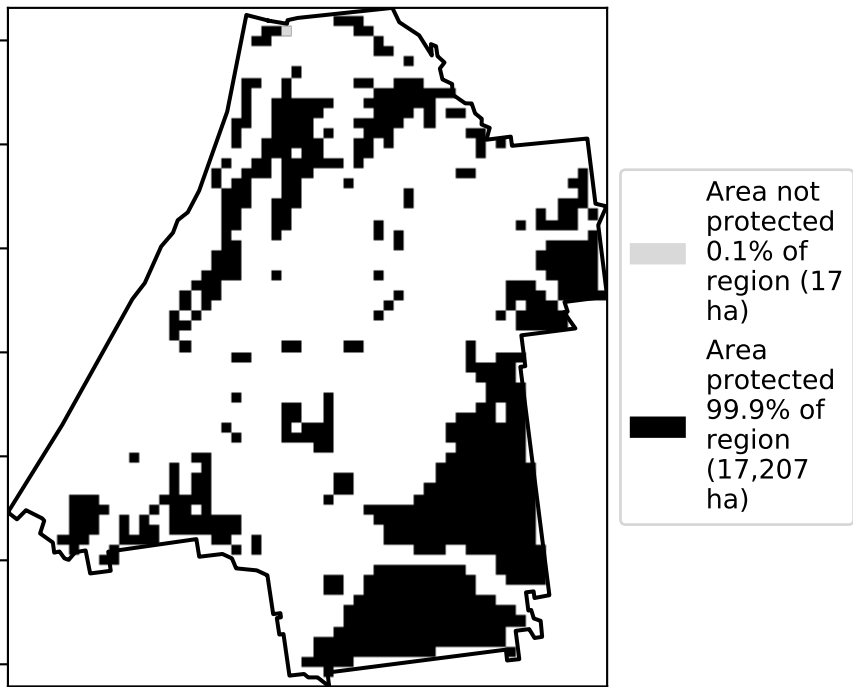 Area not
protected
0.1% of
region (17
ha)
Area
protected
99.9% of
region
(17,207
ha)